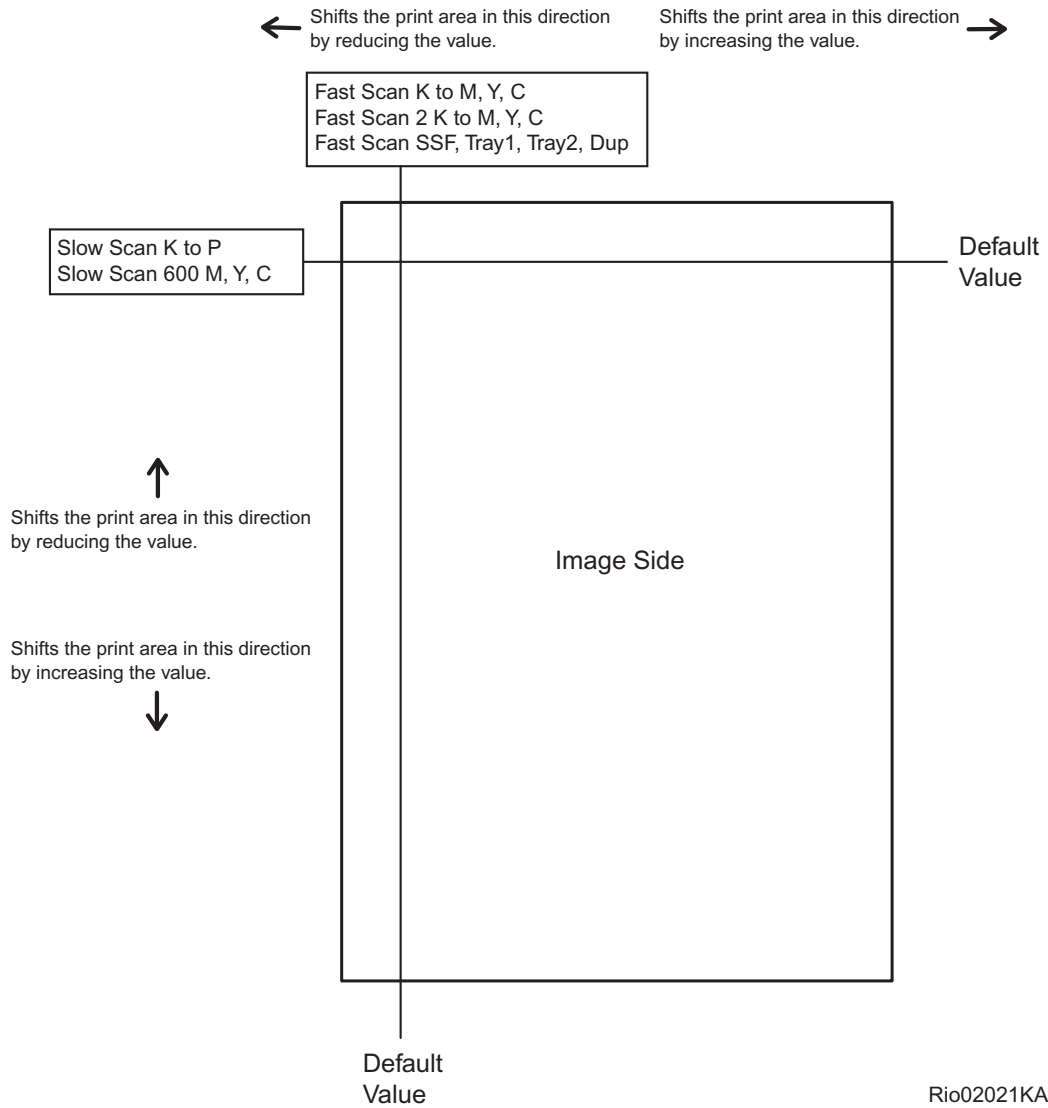 Shifts the print area in this direction
by reducing the value.
Shifts the print area in this direction
by increasing the value.
Fast Scan K to M, Y, C
Fast Scan 2 K to M, Y, C
Fast Scan SSF, Tray1, Tray2, Dup
Slow Scan K to P
Slow Scan 600 M, Y, C
Default
Value
Shifts the print area in this direction
by reducing the value.
Image Side
Shifts the print area in this direction
by increasing the value.
Default
Value
Rio02021KA